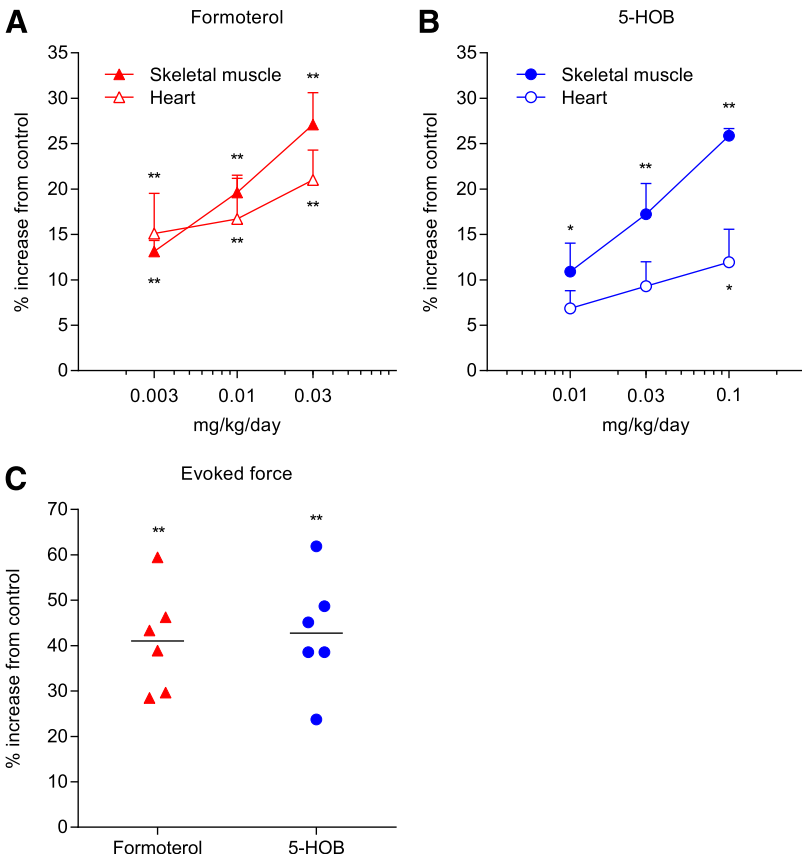 A
Formoterol
35
30
25
20
15
10
5
0
% increase from control
Skeletal muscle
Heart
**
**
**
**
**
**
0.003
0.01
0.03
mg/kg/day
B
5-HOB
35
30
25
20
15
10
5
0
% increase from control
Skeletal muscle
Heart
**
**
*
*
0.01
0.03
0.1
mg/kg/day
C
Evoked force
70
60
50
40
30
20
10
0
% increase from control
**
**
Formoterol
5-HOB